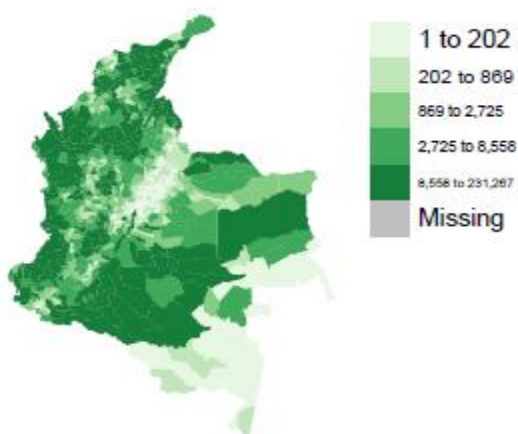 1 to 202
202 to 869
869 to 2,725
2,725 to 8,558
8,558 to 231,267
Missing